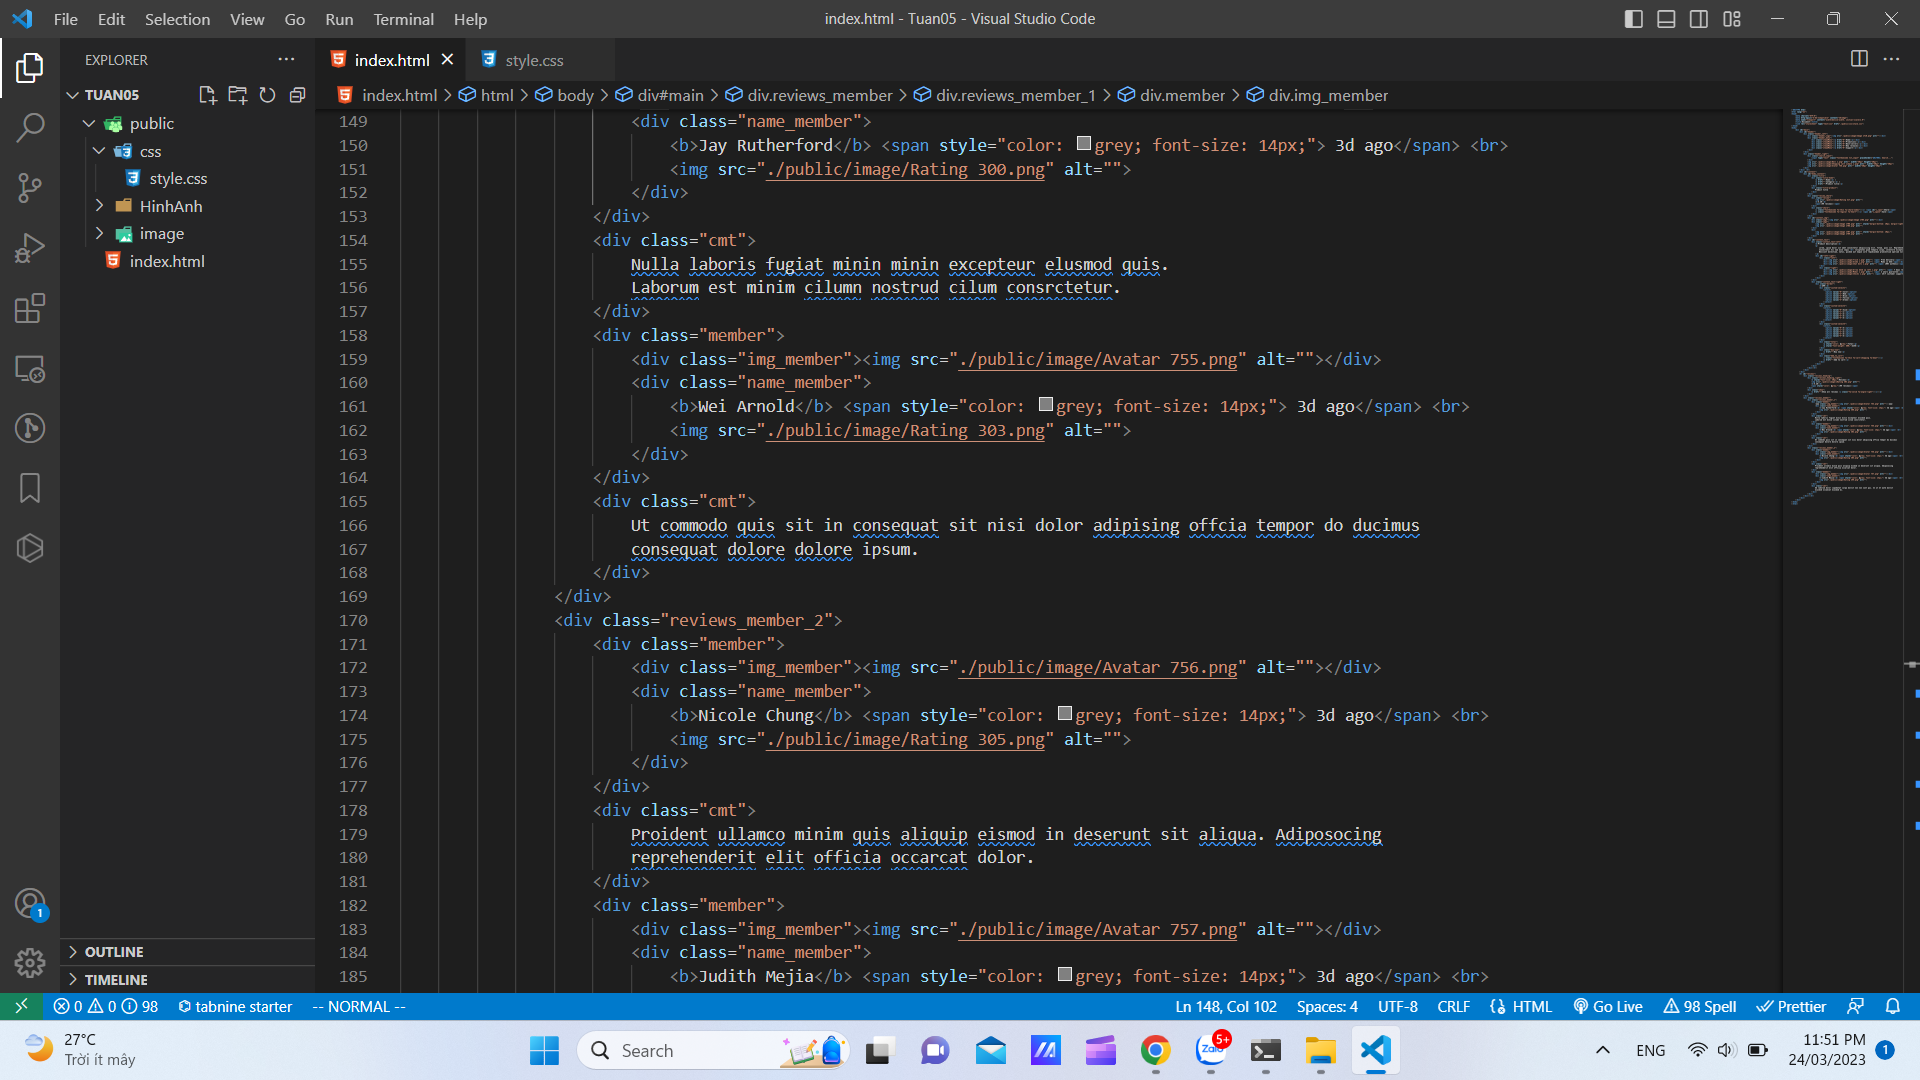 File Edit Selection View Go Run Terminal Help
index.html - Tuan05 - Visual Studio Code
EXPLORER
index.html
style.css
TUAN05
index.html > html > body > div#main > div.reviews_member > div.reviews_member_1 > div.member > div.img_member
public
css
style.css
HinhAnh
image
index.html
149 <div class="name_member">
150 <b>Jay Rutherford</b> <span style="color: grey; font-size: 14px;"> 3d ago</span> <br>
151 <img src="./public/image/Rating 300.png" alt="">
152 </div>
153 </div>
154 <div class="cmt">
155 Nulla laboris fugiat minin minin excepteur elusmod quis.
156 Laborum est minim cilumn nostrud cilum consrctetur.
157 </div>
158 <div class="member">
159 <div class="img_member"><img src="./public/image/Avatar 755.png" alt=""></div>
160 <div class="name_member">
161 <b>Wei Arnold</b> <span style="color: grey; font-size: 14px;"> 3d ago</span> <br>
162 <img src="./public/image/Rating 303.png" alt="">
163 </div>
164 </div>
165 <div class="cmt">
166 Ut commodo quis sit in consequat sit nisi dolor adipising offcia tempor do ducimus
167 consequat dolore dolore ipsum.
168 </div>
169 </div>
170 <div class="reviews_member_2">
171 <div class="member">
172 <div class="img_member"><img src="./public/image/Avatar 756.png" alt=""></div>
173 <div class="name_member">
174 <b>Nicole Chung</b> <span style="color: grey; font-size: 14px;"> 3d ago</span> <br>
175 <img src="./public/image/Rating 305.png" alt="">
176 </div>
177 </div>
178 <div class="cmt">
179 Proident ullamco minim quis aliquip eismod in deserunt sit aliqua. Adiposocing
180 reprehenderit elit officia occarcat dolor.
181 </div>
182 <div class="member">
183 <div class="img_member"><img src="./public/image/Avatar 757.png" alt=""></div>
184 <div class="name_member">
185 <b>Judith Mejia</b> <span style="color: grey; font-size: 14px;"> 3d ago</span> <br>
1
OUTLINE
TIMELINE
0 0 98 tabnine starter -- NORMAL --
Ln 148, Col 102 Spaces: 4 UTF-8 CRLF HTML Go Live 98 Spell Prettier
27°C
Trời ít mây
Search
Zalo
5+
ENG
11:51 PM
24/03/2023
1